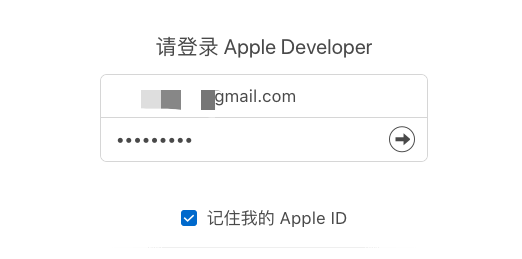 请登录 Apple Developer
gmail.com
•••••••••
记住我的 Apple ID